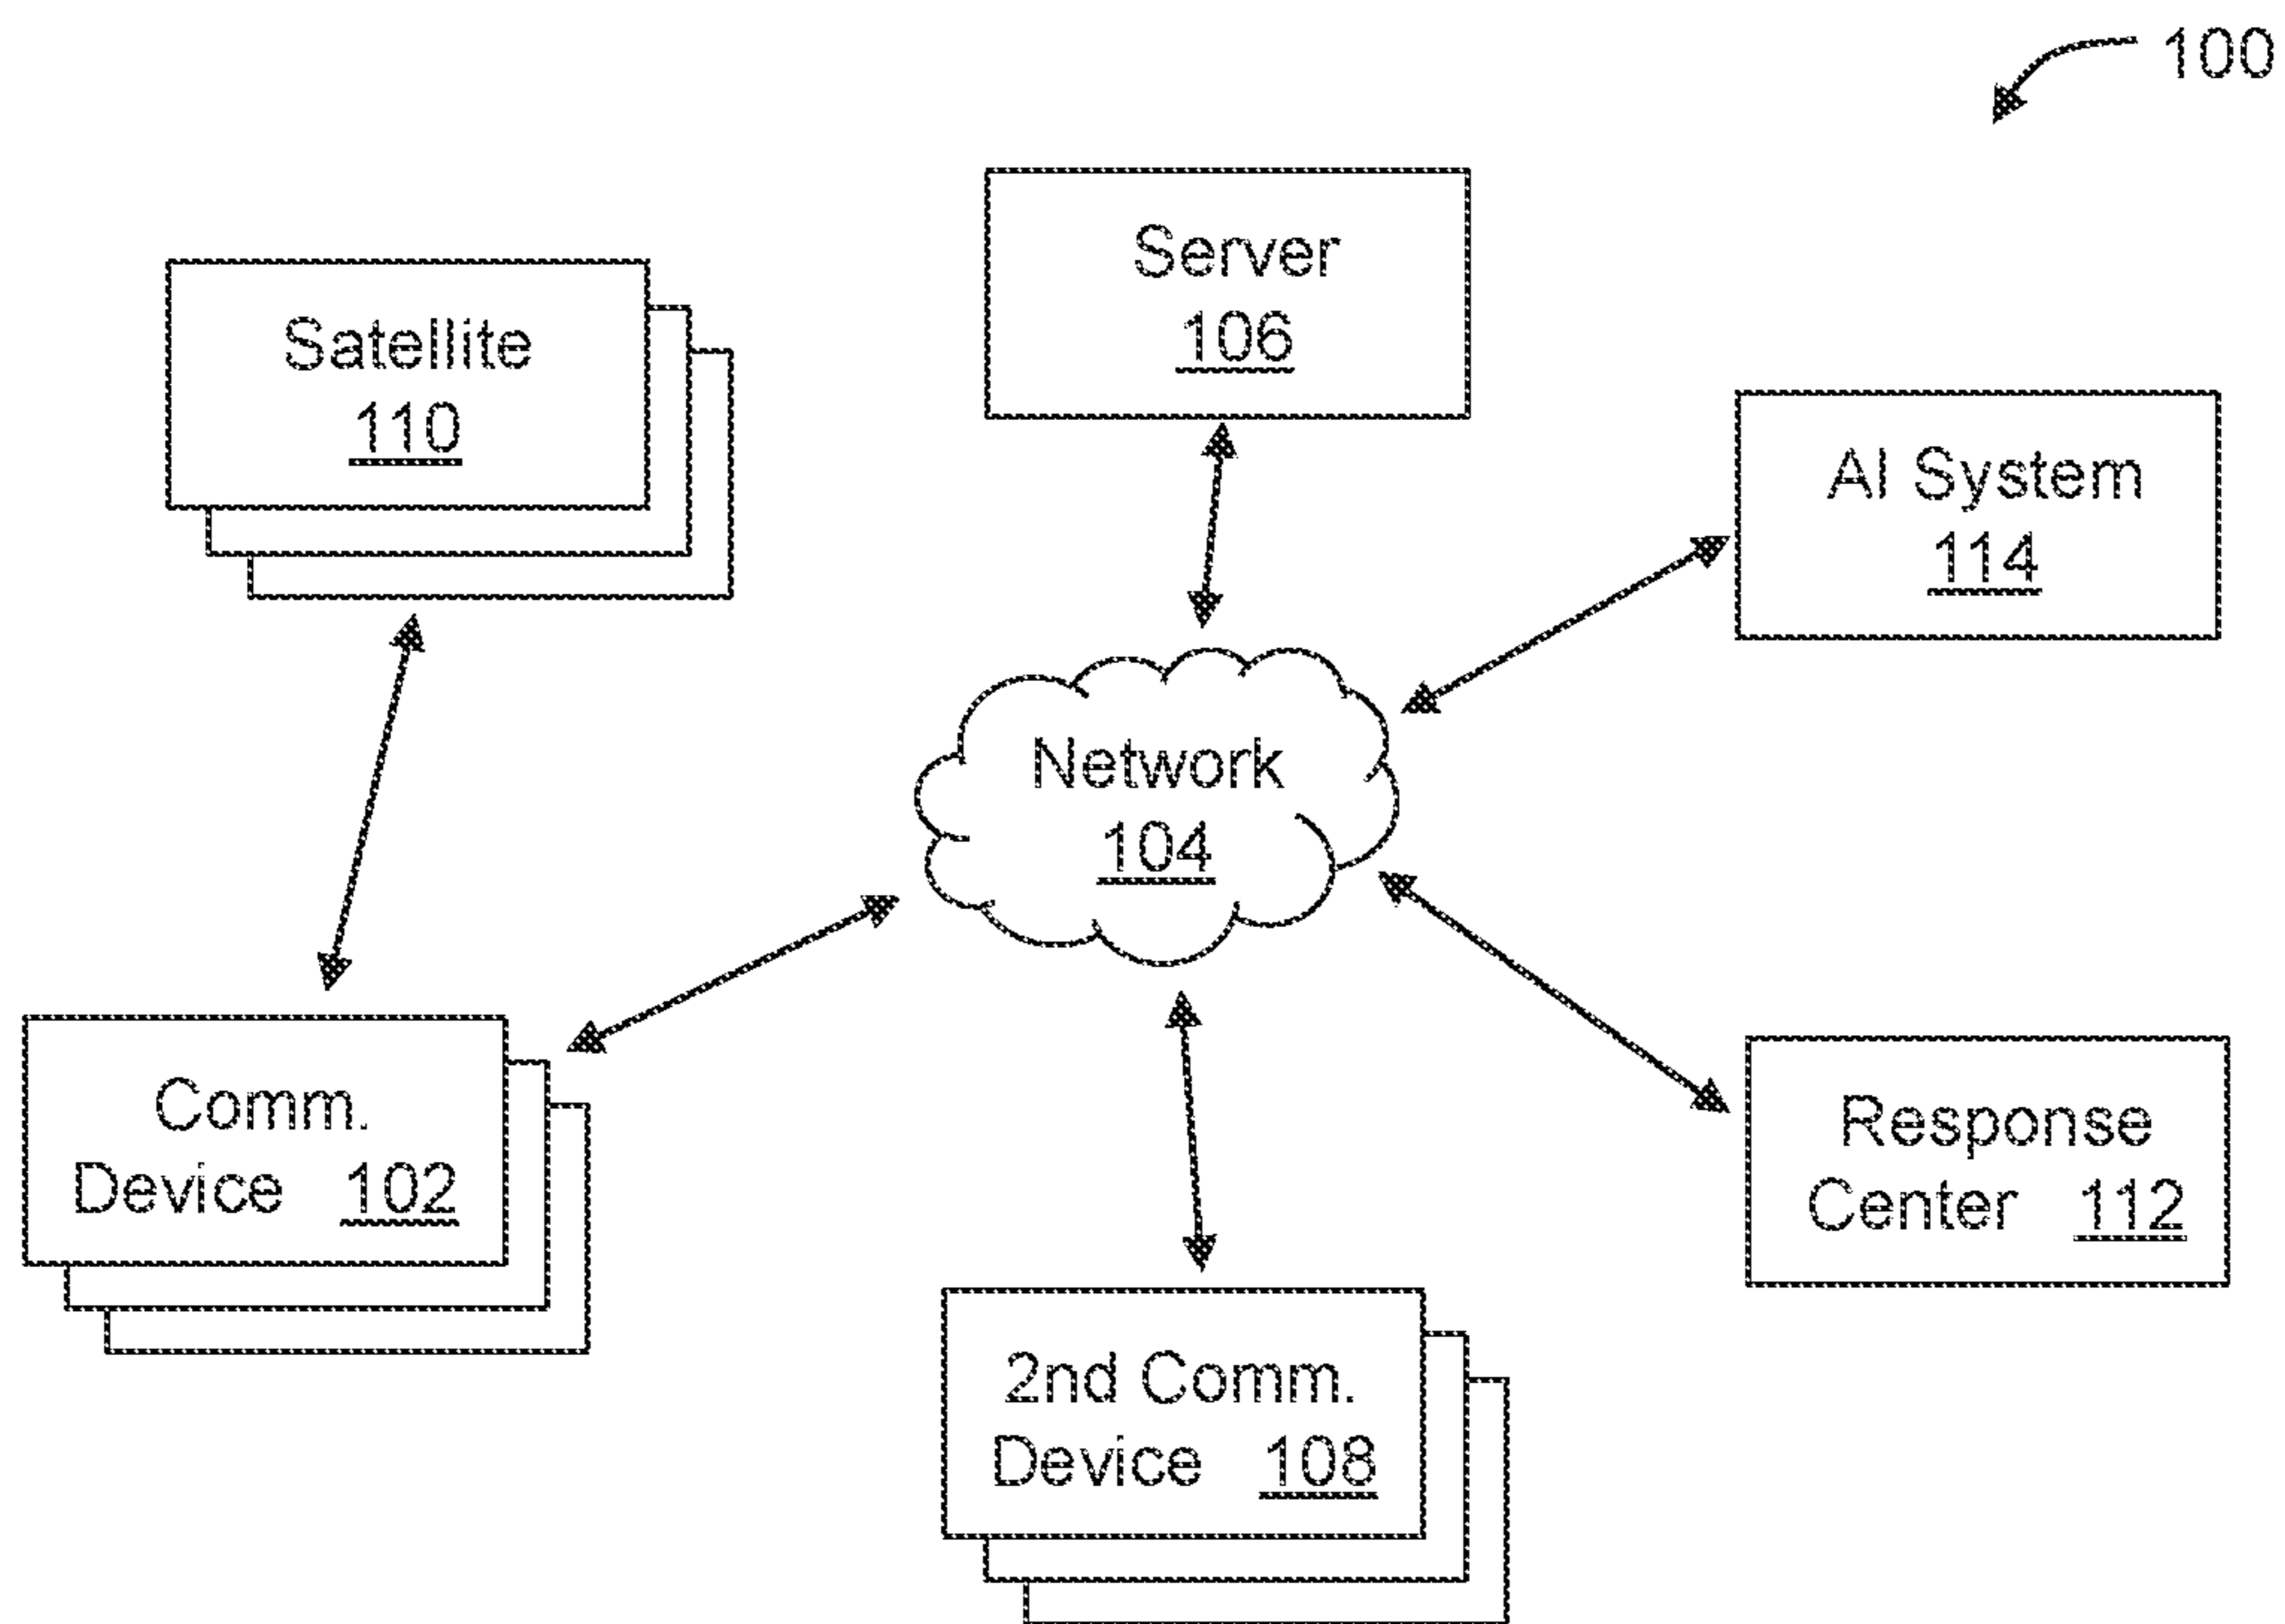 100
Server
106
Satellite
110
AI System
114
Network
104
Comm.
Device 102
Response
Center 112
2nd Comm.
Device 108